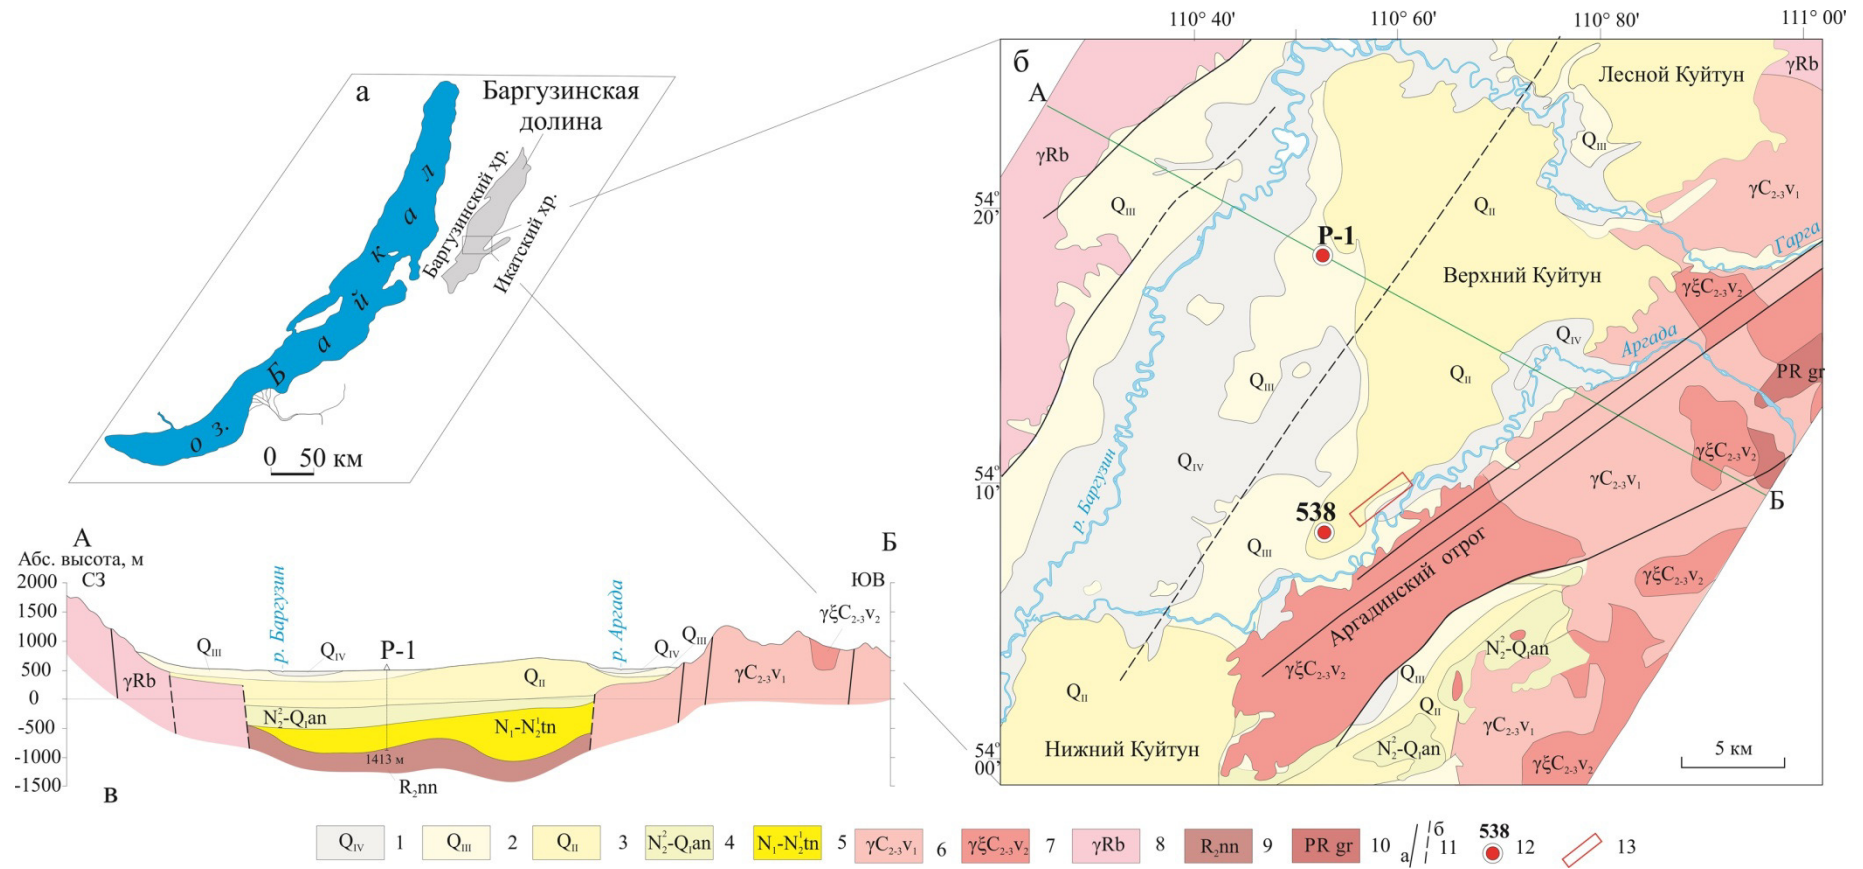 а
Баргузинская
долина
Баргузинский хр.
Икатский хр.
оз. Байкал
0 50 км
110° 40'
110° 60'
110° 80'
111° 00'
54°
20'
54°
10'
54°
00'
б
А
γRb
Лесной Куйтун
γRb
QIII
γC2-3v1
QIII
QII
Гарга
P-1
Верхний Куйтун
γξC2-3v2
QIV
Аргада
PR gr
QIII
QII
р. Баргузин
QIV
γξC2-3v2
γC2-3v1
Б
538
QIII
Аргадинский отрог
γξC2-3v2
N22-QIan
γξC2-3v2
QIII
QII
QII
γC2-3v1
Нижний Куйтун
N22-QIan
γξC2-3v2
5 км
А
Б
Абс. высота, м
СЗ
ЮВ
2000
1500
1000
500
0
-500
-1000
-1500
р. Баргузин
р. Аргада
γξC2-3v2
QIII
QIV
P-1
QIV
QIII
γRb
QII
γC2-3v1
N22-QIan
N1-N21tn
1413 м
R2nn
в
QIV 1
QIII 2
QII 3
N22-QIan 4
N1-N21tn 5
γC2-3v1 6
γξC2-3v2 7
γRb 8
R2nn 9
PR gr 10
а б 11
538 12
13